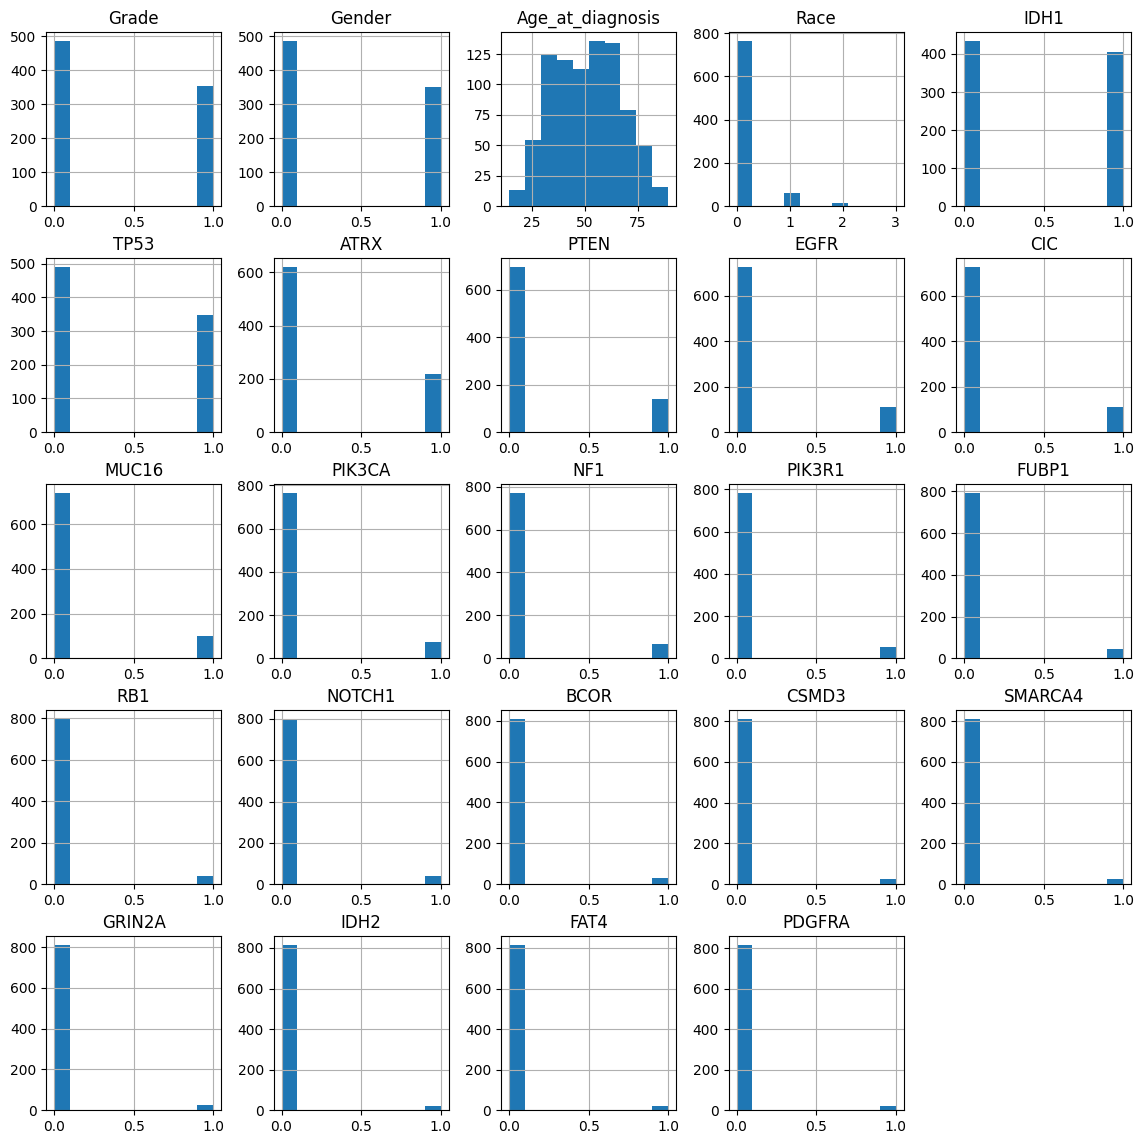 Grade Gender Age_at_diagnosis Race IDH1
500 400 300 200 100 0 0.0 0.5 1.0
500 400 300 200 100 0 0.0 0.5 1.0
125 100 75 50 25 0 25 50 75
800 600 400 200 0 0 1 2 3
400 300 200 100 0 0.0 0.5 1.0
TP53 ATRX PTEN EGFR CIC
500 400 300 200 100 0 0.0 0.5 1.0
600 400 200 0 0.0 0.5 1.0
600 400 200 0 0.0 0.5 1.0
600 400 200 0 0.0 0.5 1.0
600 400 200 0 0.0 0.5 1.0
MUC16 PIK3CA NF1 PIK3R1 FUBP1
600 400 200 0 0.0 0.5 1.0
800 600 400 200 0 0.0 0.5 1.0
800 600 400 200 0 0.0 0.5 1.0
800 600 400 200 0 0.0 0.5 1.0
800 600 400 200 0 0.0 0.5 1.0
RB1 NOTCH1 BCOR CSMD3 SMARCA4
800 600 400 200 0 0.0 0.5 1.0
800 600 400 200 0 0.0 0.5 1.0
800 600 400 200 0 0.0 0.5 1.0
800 600 400 200 0 0.0 0.5 1.0
800 600 400 200 0 0.0 0.5 1.0
GRIN2A IDH2 FAT4 PDGFRA
800 600 400 200 0 0.0 0.5 1.0
800 600 400 200 0 0.0 0.5 1.0
800 600 400 200 0 0.0 0.5 1.0
800 600 400 200 0 0.0 0.5 1.0